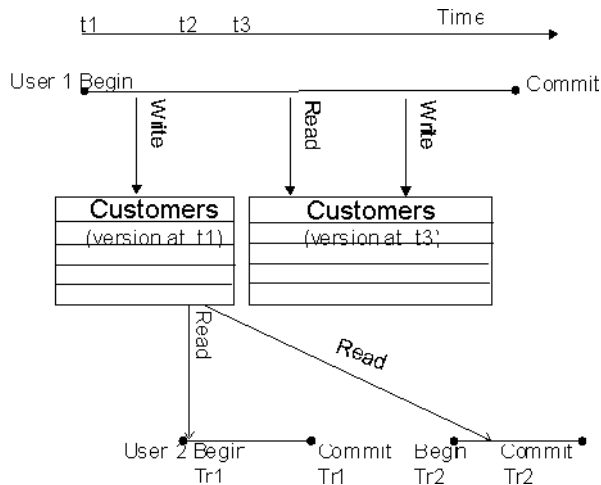 t1 t2 t3 Time
User 1 Begin Commit
Write Read Write
Customers Customers
(version at t1) (version at t3)
Read Read
User 2 Begin Commit Begin Commit
Tr1 Tr1 Tr2 Tr2